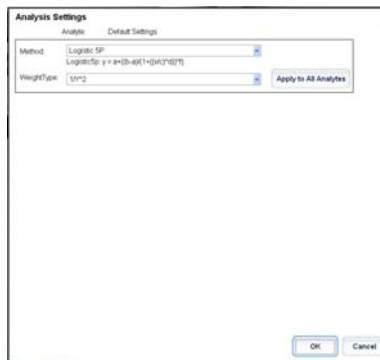 Analysis Settings
Analyte: Default Settings
Method: Logistic 5P
Logistic5p: y = a+((b-a)/(1+((x/c)^d))^f)
WeightType: 1/Y^2 Apply to All Analytes
OK Cancel